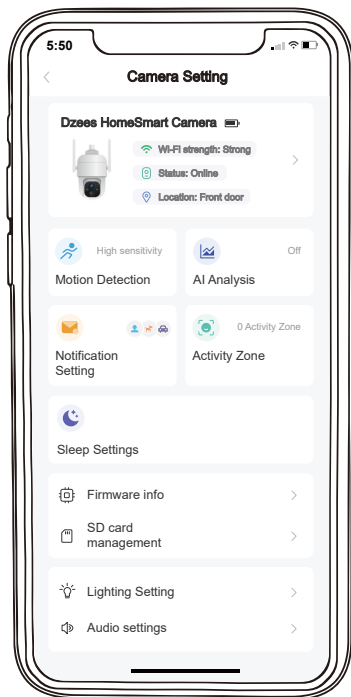 5:50
Camera Setting
Dzees HomeSmart Camera
Wi-Fi strength: Strong
Status: Online
Location: Front door
High sensitivity
Motion Detection
Off
AI Analysis
Notification
Setting
0 Activity Zone
Activity Zone
Sleep Settings
Firmware info
SD card
management
Lighting Setting
Audio settings